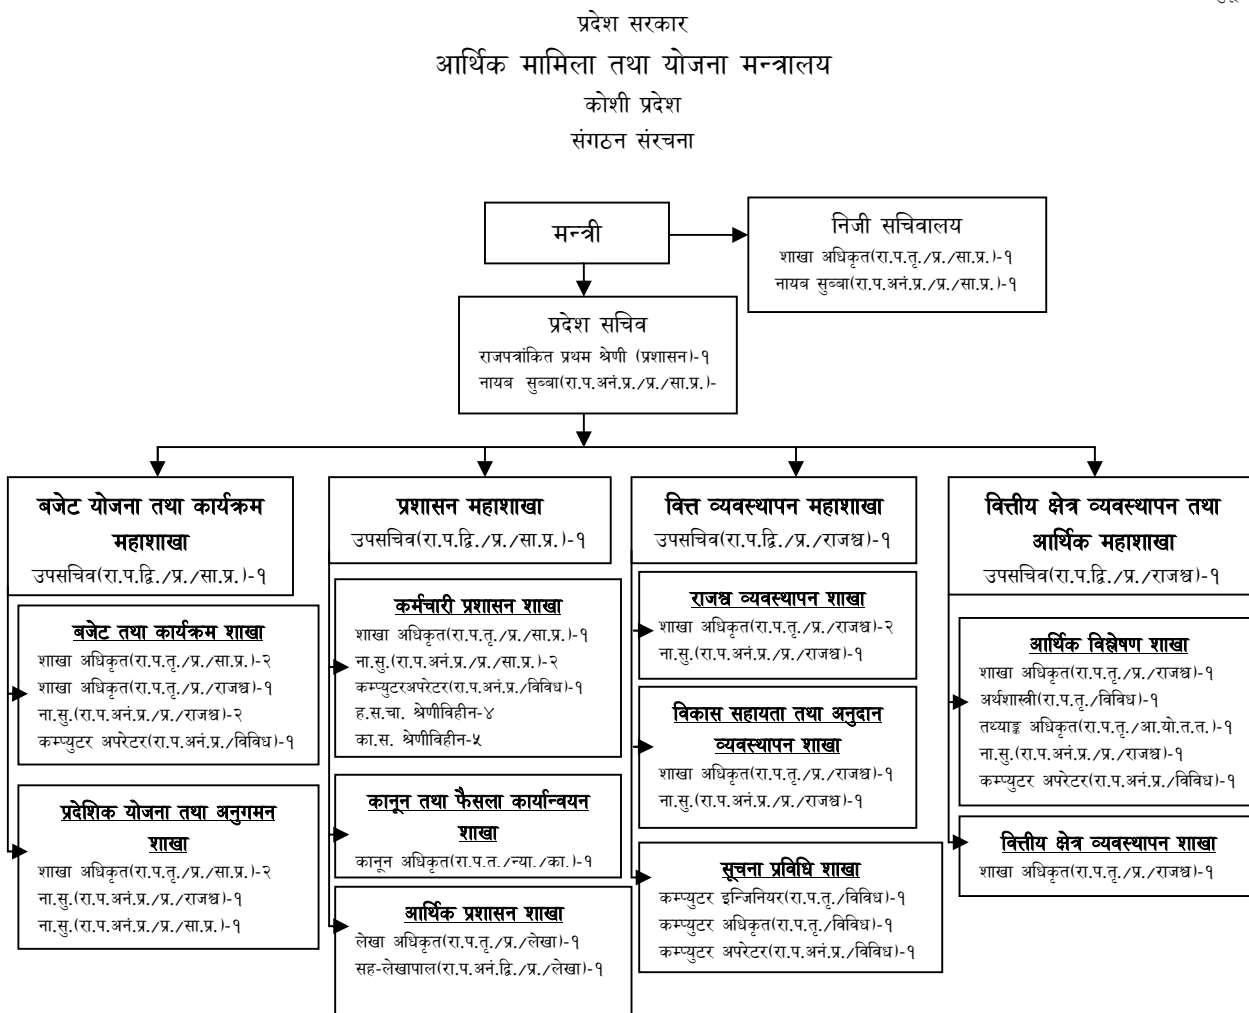 प्रदेश सरकार
आर्थिक मामिला तथा योजना मन्त्रालय
कोशी प्रदेश
संगठन संरचना
मन्त्री
निजी सचिवालय
शाखा अधिकृत(रा.प.तृ./प्र./सा.प्र.)-१
नायब सुब्बा(रा.प.अनं.प्र./प्र./सा.प्र.)-१
प्रदेश सचिव
राजपत्रांकित प्रथम श्रेणी (प्रशासन)-१
नायब सुब्बा(रा.प.अनं.प्र./प्र./सा.प्र.)-
बजेट योजना तथा कार्यक्रम
महाशाखा
उपसचिव(रा.प.द्वि./प्र./सा.प्र.)-१
बजेट तथा कार्यक्रम शाखा
शाखा अधिकृत(रा.प.तृ./प्र./सा.प्र.)-२
शाखा अधिकृत(रा.प.तृ./प्र./राजश्व)-१
ना.सु.(रा.प.अनं.प्र./प्र./राजश्व)-२
कम्प्युटर अपरेटर(रा.प.अनं.प्र./विविध)-१
प्रदेशिक योजना तथा अनुगमन
शाखा
शाखा अधिकृत(रा.प.तृ./प्र./सा.प्र.)-२
ना.सु.(रा.प.अनं.प्र./प्र./राजश्व)-१
ना.सु.(रा.प.अनं.प्र./प्र./सा.प्र.)-१
प्रशासन महाशाखा
उपसचिव(रा.प.द्वि./प्र./सा.प्र.)-१
कर्मचारी प्रशासन शाखा
शाखा अधिकृत(रा.प.तृ./प्र./सा.प्र.)-१
ना.सु.(रा.प.अनं.प्र./प्र./सा.प्र.)-२
कम्प्युटरअपरेटर(रा.प.अनं.प्र./विविध)-१
ह.स.चा. श्रेणीविहीन-४
का.स. श्रेणीविहीन-५
कानून तथा फैसला कार्यान्वयन
शाखा
कानून अधिकृत(रा.प.त./न्या./का.)-१
आर्थिक प्रशासन शाखा
लेखा अधिकृत(रा.प.तृ./प्र./लेखा)-१
सह-लेखापाल(रा.प.अनं.द्वि./प्र./लेखा)-१
वित्त व्यवस्थापन महाशाखा
उपसचिव(रा.प.द्वि./प्र./राजश्व)-१
राजश्व व्यवस्थापन शाखा
शाखा अधिकृत(रा.प.तृ./प्र./राजश्व)-२
ना.सु.(रा.प.अनं.प्र./प्र./राजश्व)-१
विकास सहायता तथा अनुदान
व्यवस्थापन शाखा
शाखा अधिकृत(रा.प.तृ./प्र./राजश्व)-१
ना.सु.(रा.प.अनं.प्र./प्र./राजश्व)-१
सूचना प्रविधि शाखा
कम्प्युटर इन्जिनियर(रा.प.तृ./विविध)-१
कम्प्युटर अधिकृत(रा.प.तृ./विविध)-१
कम्प्युटर अपरेटर(रा.प.अनं.प्र./विविध)-१
वित्तीय क्षेत्र व्यवस्थापन तथा
आर्थिक महाशाखा
उपसचिव(रा.प.द्वि./प्र./राजश्व)-१
आर्थिक विश्लेषण शाखा
शाखा अधिकृत(रा.प.तृ./प्र./राजश्व)-१
अर्थशास्त्री(रा.प.तृ./विविध)-१
तथ्याङ्क अधिकृत(रा.प.तृ./आ.यो.त.त.)-१
ना.सु.(रा.प.अनं.प्र./प्र./राजश्व)-१
कम्प्युटर अपरेटर(रा.प.अनं.प्र./विविध)-१
वित्तीय क्षेत्र व्यवस्थापन शाखा
शाखा अधिकृत(रा.प.तृ./प्र./राजश्व)-१